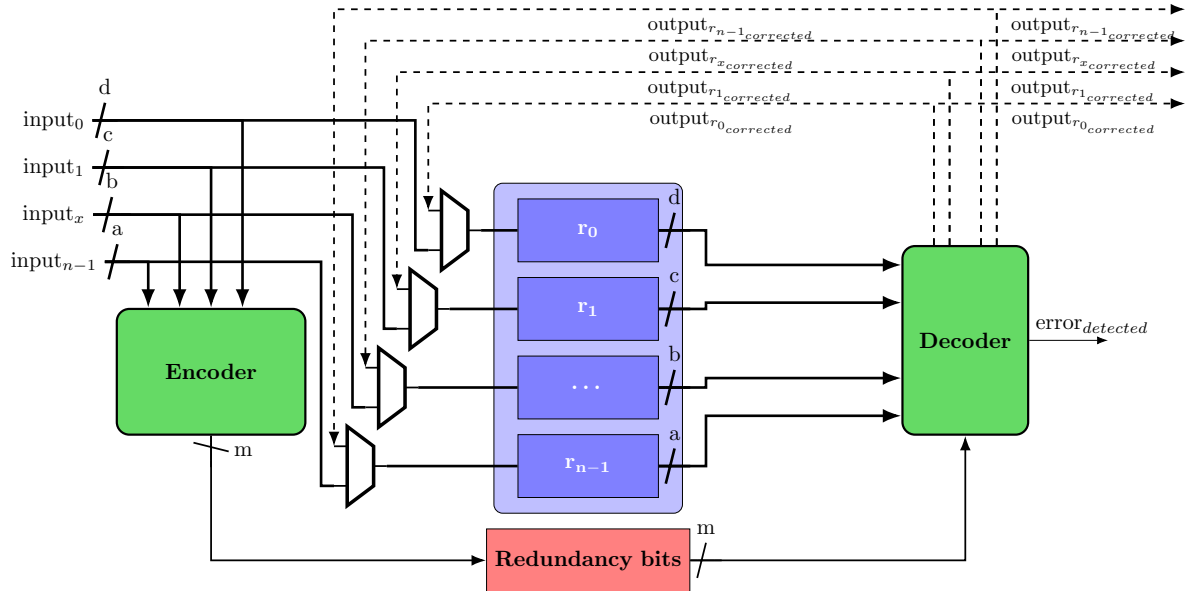 output_{r_{n-1}corrected} output_{r_{n-1}corrected}
output_{r_x corrected} output_{r_x corrected}
d
output_{r_1 corrected} output_{r_1 corrected}
input_0
output_{r_0 corrected} output_{r_0 corrected}
c
input_1
b
input_x
d
r_0
a
input_{n-1}
c
r_1
Decoder
error_{detected}
b
Encoder
...
a
m
r_{n-1}
m
Redundancy bits